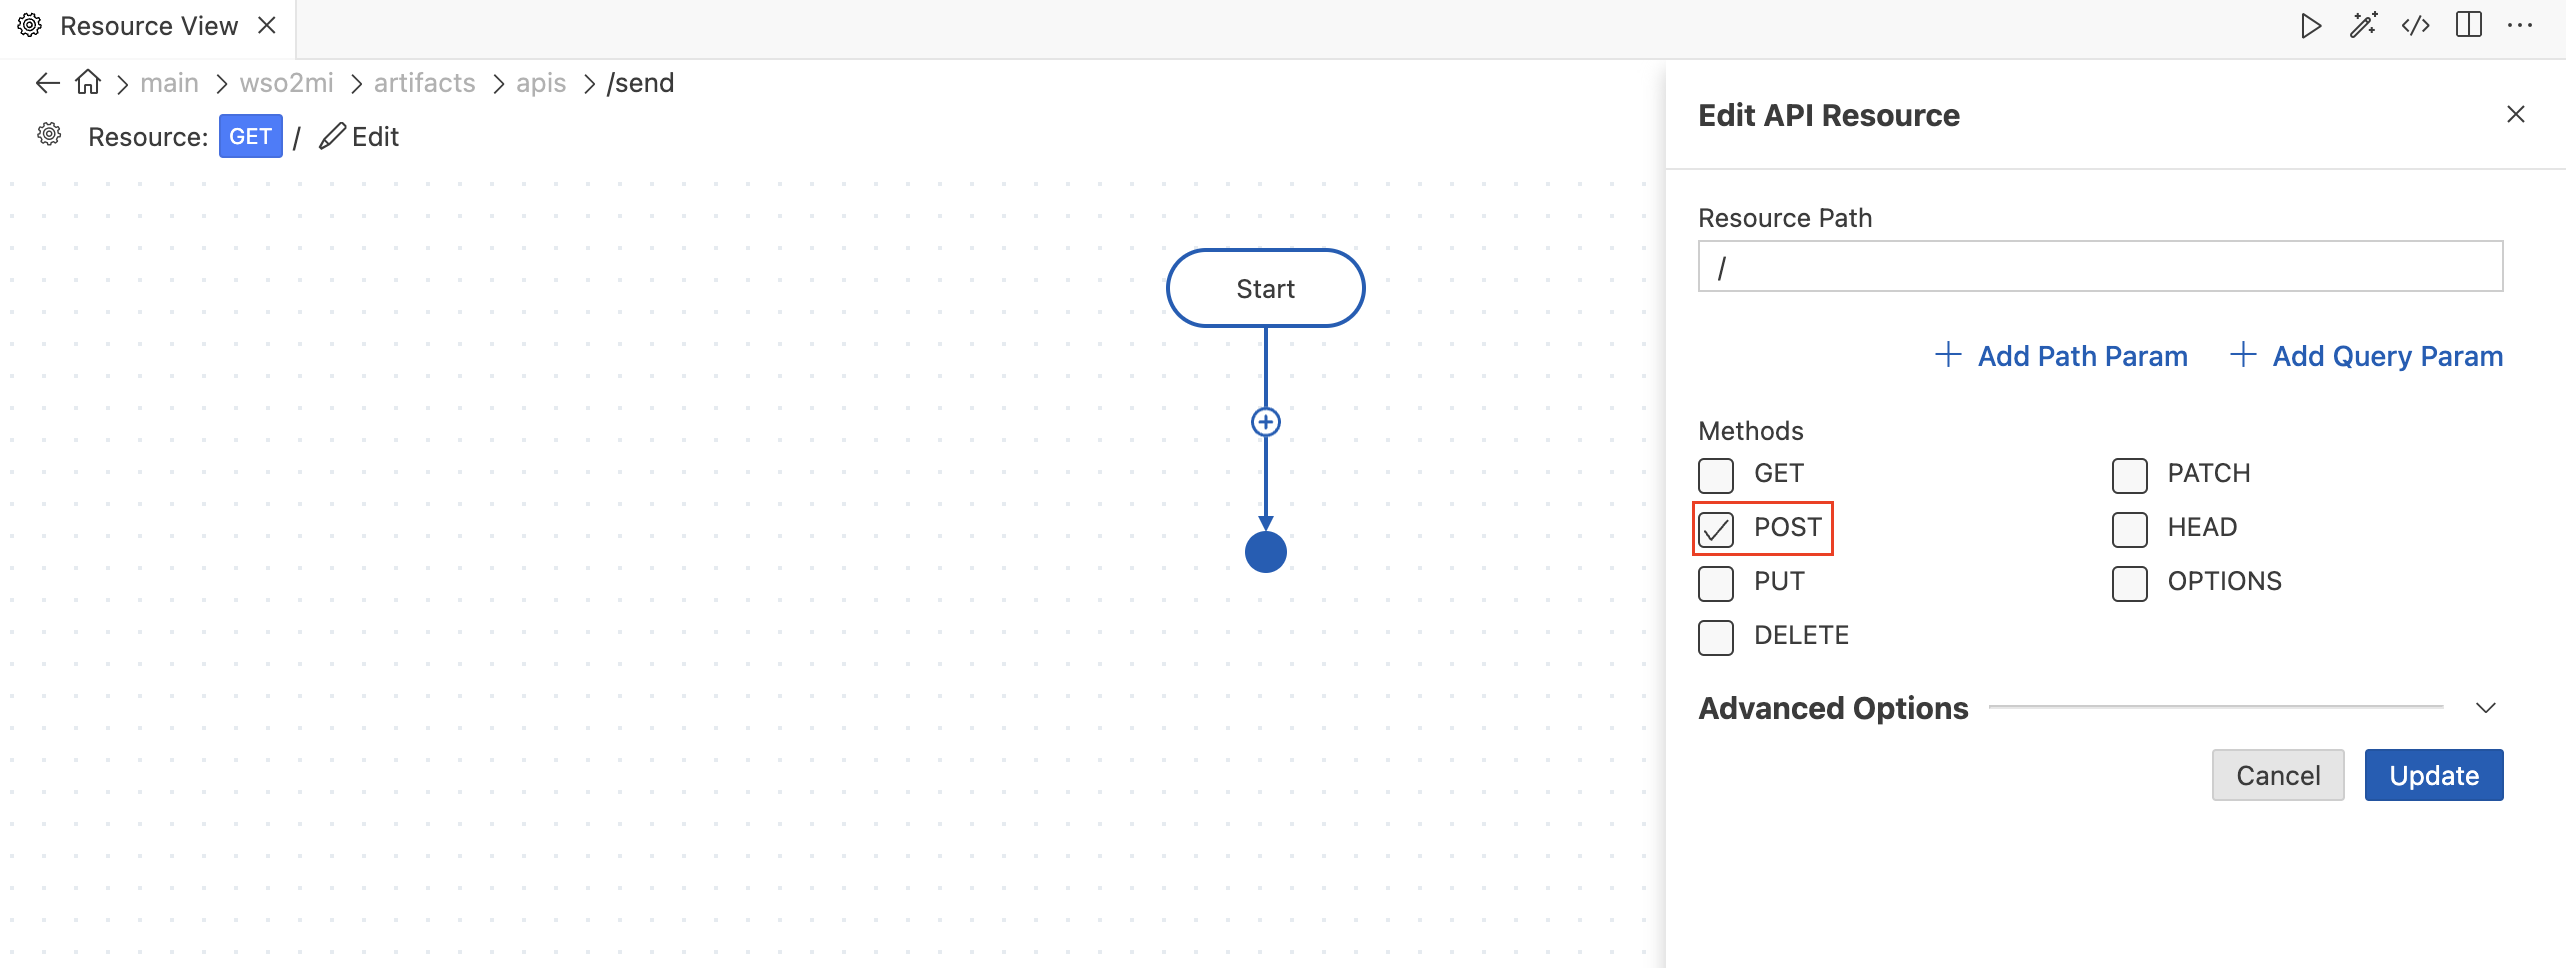 Resource View
main wso2mi artifacts apis /send
Resource: GET / Edit
Start
Edit API Resource
Resource Path
/
Add Path Param Add Query Param
Methods
GET PATCH
POST HEAD
PUT OPTIONS
DELETE
Advanced Options
Cancel Update